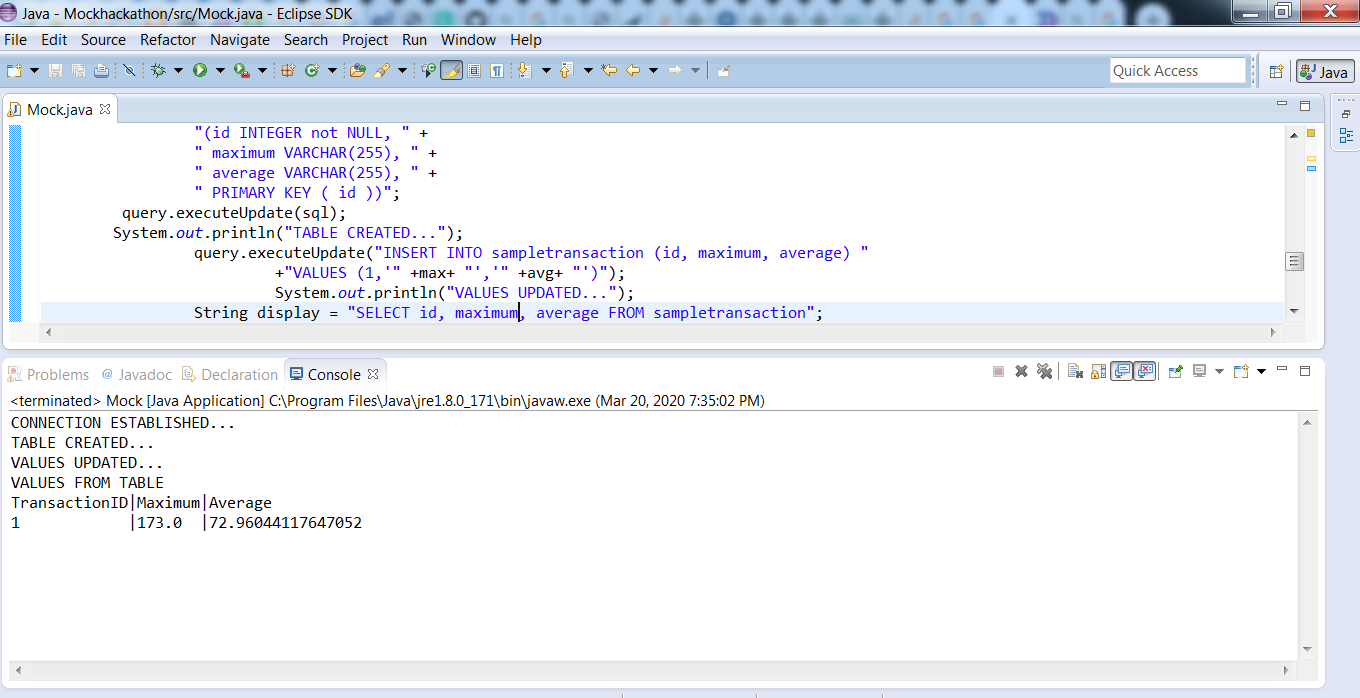 Java - Mockhackathon/src/Mock.java - Eclipse SDK
File Edit Source Refactor Navigate Search Project Run Window Help
Quick Access
Java
Mock.java
"(id INTEGER not NULL, " +
" maximum VARCHAR(255), " +
" average VARCHAR(255), " +
" PRIMARY KEY ( id ))";
query.executeUpdate(sql);
System.out.println("TABLE CREATED...");
query.executeUpdate("INSERT INTO sampletransaction (id, maximum, average) "
+"VALUES (1,'" +max+ "','" +avg+ "')");
System.out.println("VALUES UPDATED...");
String display = "SELECT id, maximum, average FROM sampletransaction";
Problems @ Javadoc Declaration Console
<terminated> Mock [Java Application] C:\Program Files\Java\jre1.8.0_171\bin\javaw.exe (Mar 20, 2020 7:35:02 PM)
CONNECTION ESTABLISHED...
TABLE CREATED...
VALUES UPDATED...
VALUES FROM TABLE
TransactionID|Maximum|Average
1             |173.0  |72.96044117647052